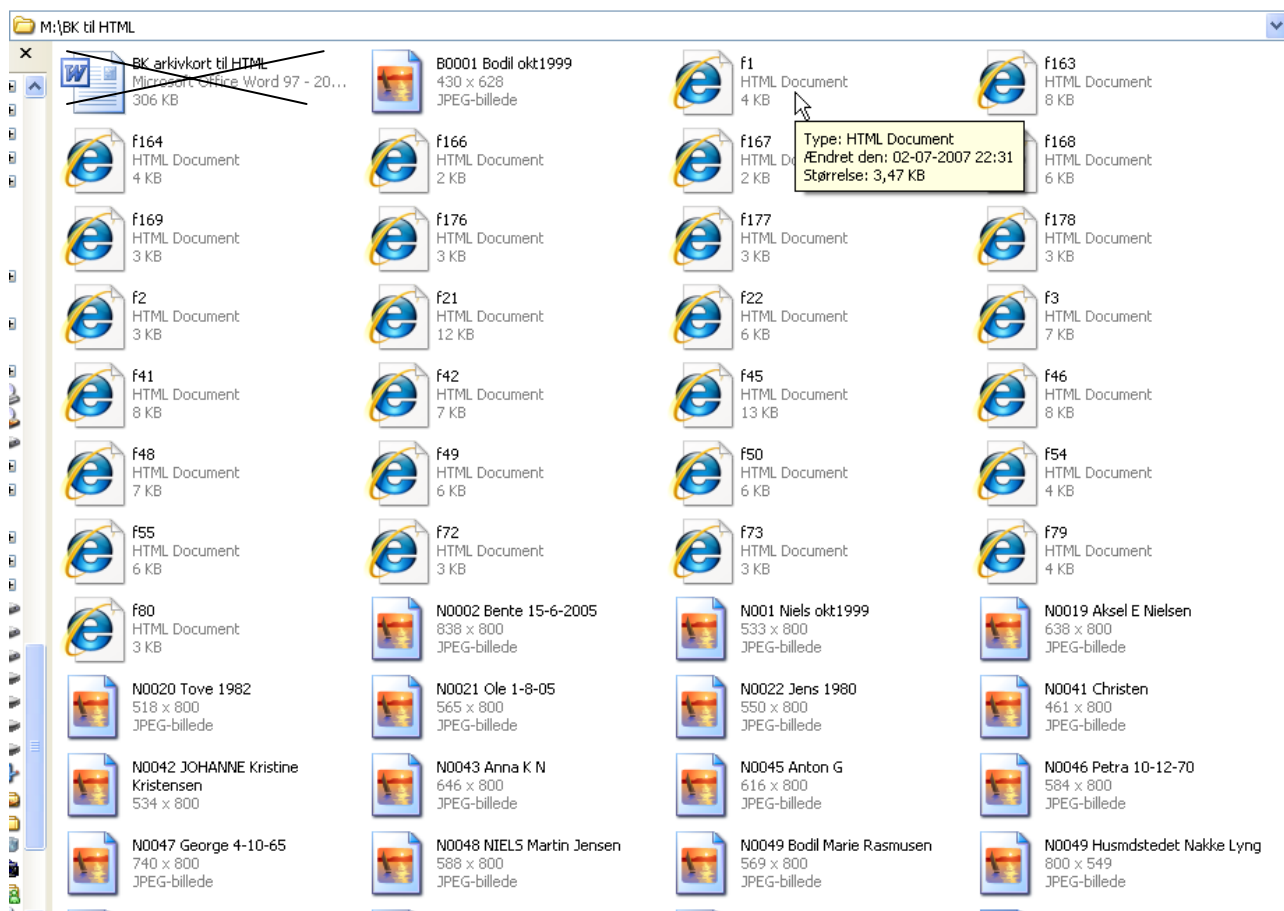 M:\BK til HTML
BK arkivkort til HTML
Microsoft Office Word 97 - 20...
306 KB
B0001 Bodil okt1999
430 x 628
JPEG-billede
f1
HTML Document
4 KB
f163
HTML Document
8 KB
f164
HTML Document
4 KB
f166
HTML Document
2 KB
f167
HTML Do
2 KB
Type: HTML Document
Ændret den: 02-07-2007 22:31
Størrelse: 3,47 KB
f168
HTML Document
6 KB
f169
HTML Document
3 KB
f176
HTML Document
3 KB
f177
HTML Document
3 KB
f178
HTML Document
3 KB
f2
HTML Document
3 KB
f21
HTML Document
12 KB
f22
HTML Document
6 KB
f3
HTML Document
7 KB
f41
HTML Document
8 KB
f42
HTML Document
7 KB
f45
HTML Document
13 KB
f46
HTML Document
8 KB
f48
HTML Document
7 KB
f49
HTML Document
6 KB
f50
HTML Document
6 KB
f54
HTML Document
4 KB
f55
HTML Document
6 KB
f72
HTML Document
3 KB
f73
HTML Document
3 KB
f79
HTML Document
4 KB
f80
HTML Document
3 KB
N0002 Bente 15-6-2005
838 x 800
JPEG-billede
N001 Niels okt1999
533 x 800
JPEG-billede
N0019 Aksel E Nielsen
638 x 800
JPEG-billede
N0020 Tove 1982
518 x 800
JPEG-billede
N0021 Ole 1-8-05
565 x 800
JPEG-billede
N0022 Jens 1980
550 x 800
JPEG-billede
N0041 Christen
461 x 800
JPEG-billede
N0042 JOHANNE Kristine
Kristensen
534 x 800
N0043 Anna K N
646 x 800
JPEG-billede
N0045 Anton G
616 x 800
JPEG-billede
N0046 Petra 10-12-70
584 x 800
JPEG-billede
N0047 George 4-10-65
740 x 800
JPEG-billede
N0048 NIELS Martin Jensen
588 x 800
JPEG-billede
N0049 Bodil Marie Rasmusen
569 x 800
JPEG-billede
N0049 Husmdstedet Nakke Lyng
800 x 549
JPEG-billede